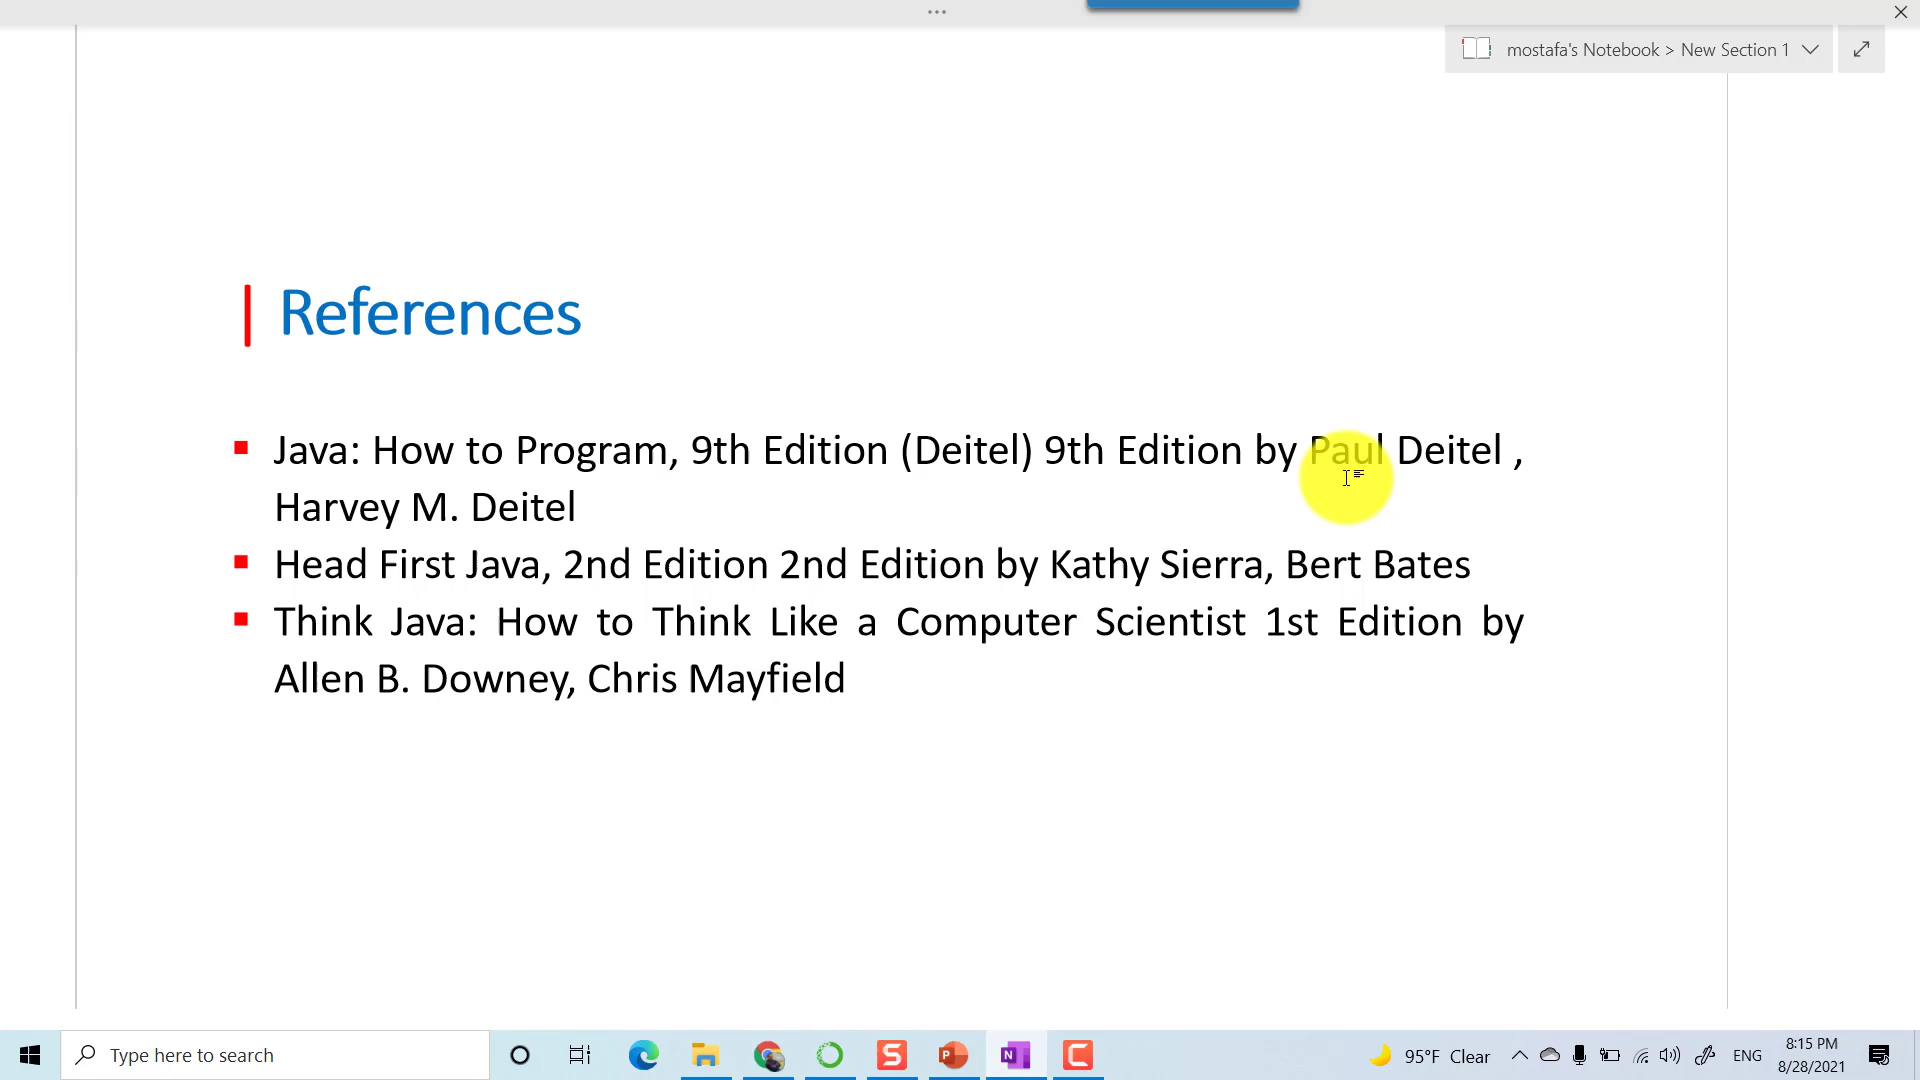 mostafa's Notebook > New Section 1
References
Java: How to Program, 9th Edition (Deitel) 9th Edition by Paul Deitel ,
Harvey M. Deitel
Head First Java, 2nd Edition 2nd Edition by Kathy Sierra, Bert Bates
Think Java: How to Think Like a Computer Scientist 1st Edition by
Allen B. Downey, Chris Mayfield
Type here to search
95°F Clear
ENG
8:15 PM
8/28/2021